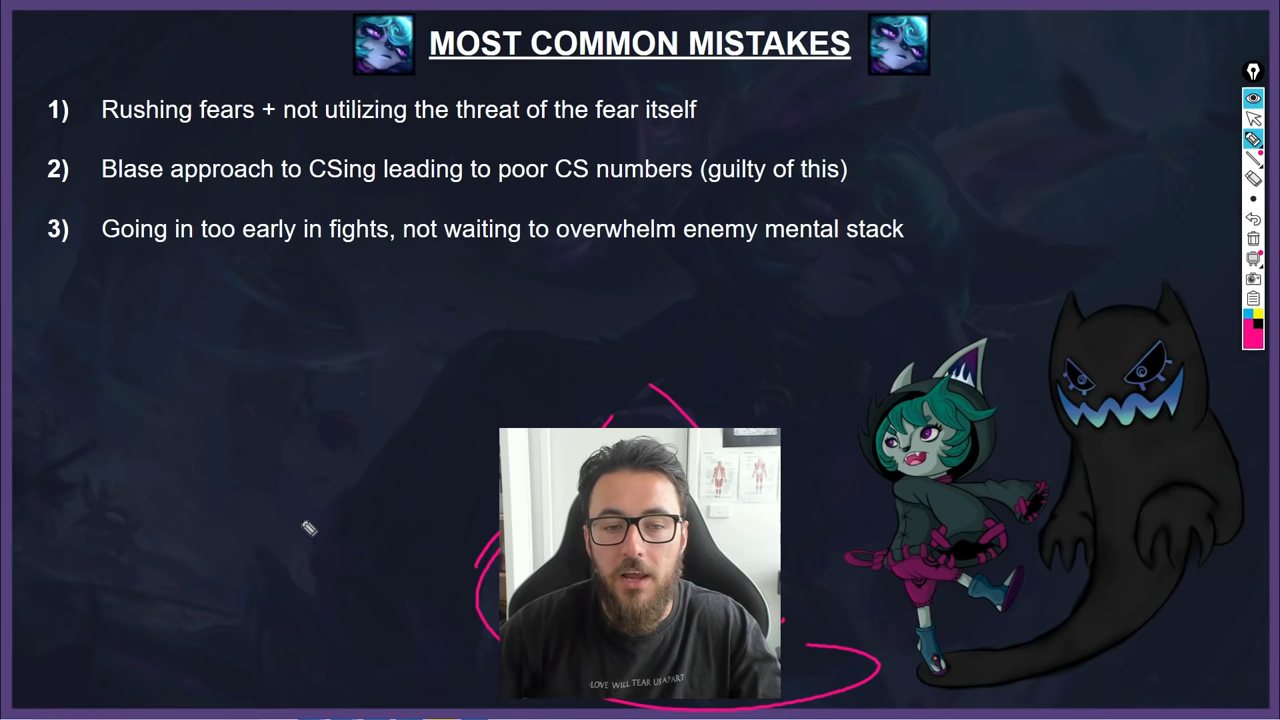 MOST COMMON MISTAKES
1) Rushing fears + not utilizing the threat of the fear itself
2) Blase approach to CSing leading to poor CS numbers (guilty of this)
3) Going in too early in fights, not waiting to overwhelm enemy mental stack
LOVE WILL TEAR US APART